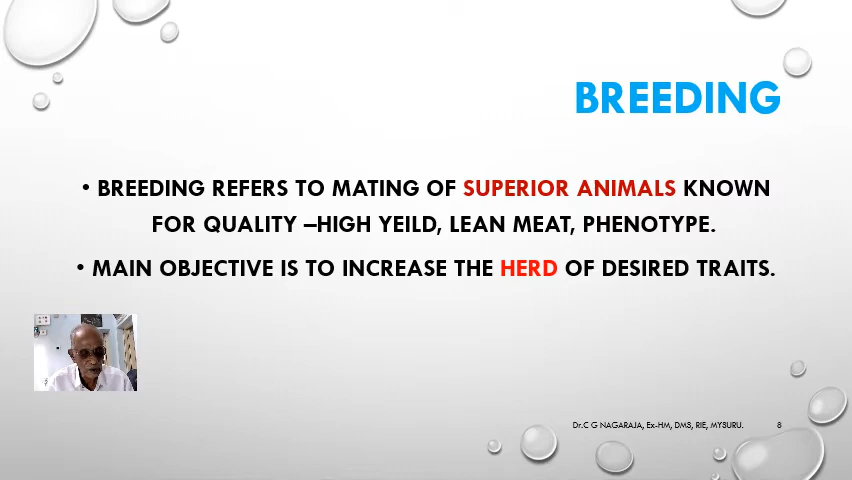 BREEDING
• BREEDING REFERS TO MATING OF SUPERIOR ANIMALS KNOWN
FOR QUALITY –HIGH YEILD, LEAN MEAT, PHENOTYPE.
• MAIN OBJECTIVE IS TO INCREASE THE HERD OF DESIRED TRAITS.
Dr.C G NAGARAJA, Ex-HM, DMS, RIE, MYSURU.
8